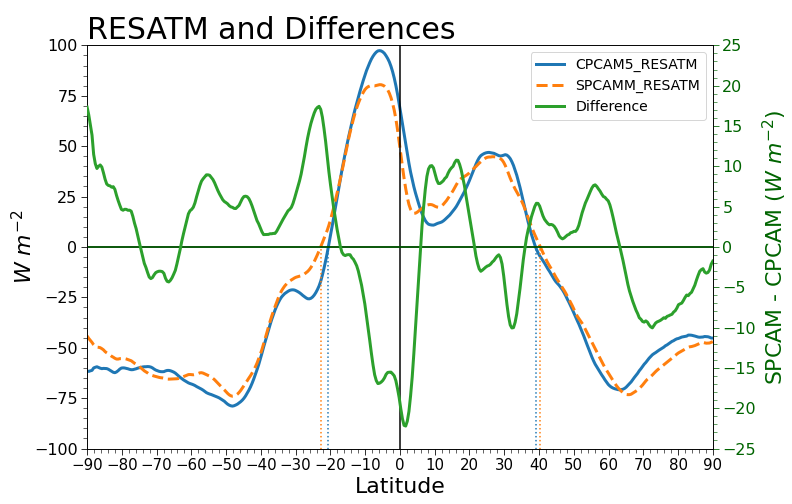 RESATM and Differences
CPCAM5_RESATM
SPCAMM_RESATM
Difference
100
75
50
25
0
−25
−50
−75
−100
W m⁻²
25
20
15
10
5
0
−5
−10
−15
−20
−25
SPCAM - CPCAM (W m⁻²)
−90 −80 −70 −60 −50 −40 −30 −20 −10 0 10 20 30 40 50 60 70 80 90
Latitude